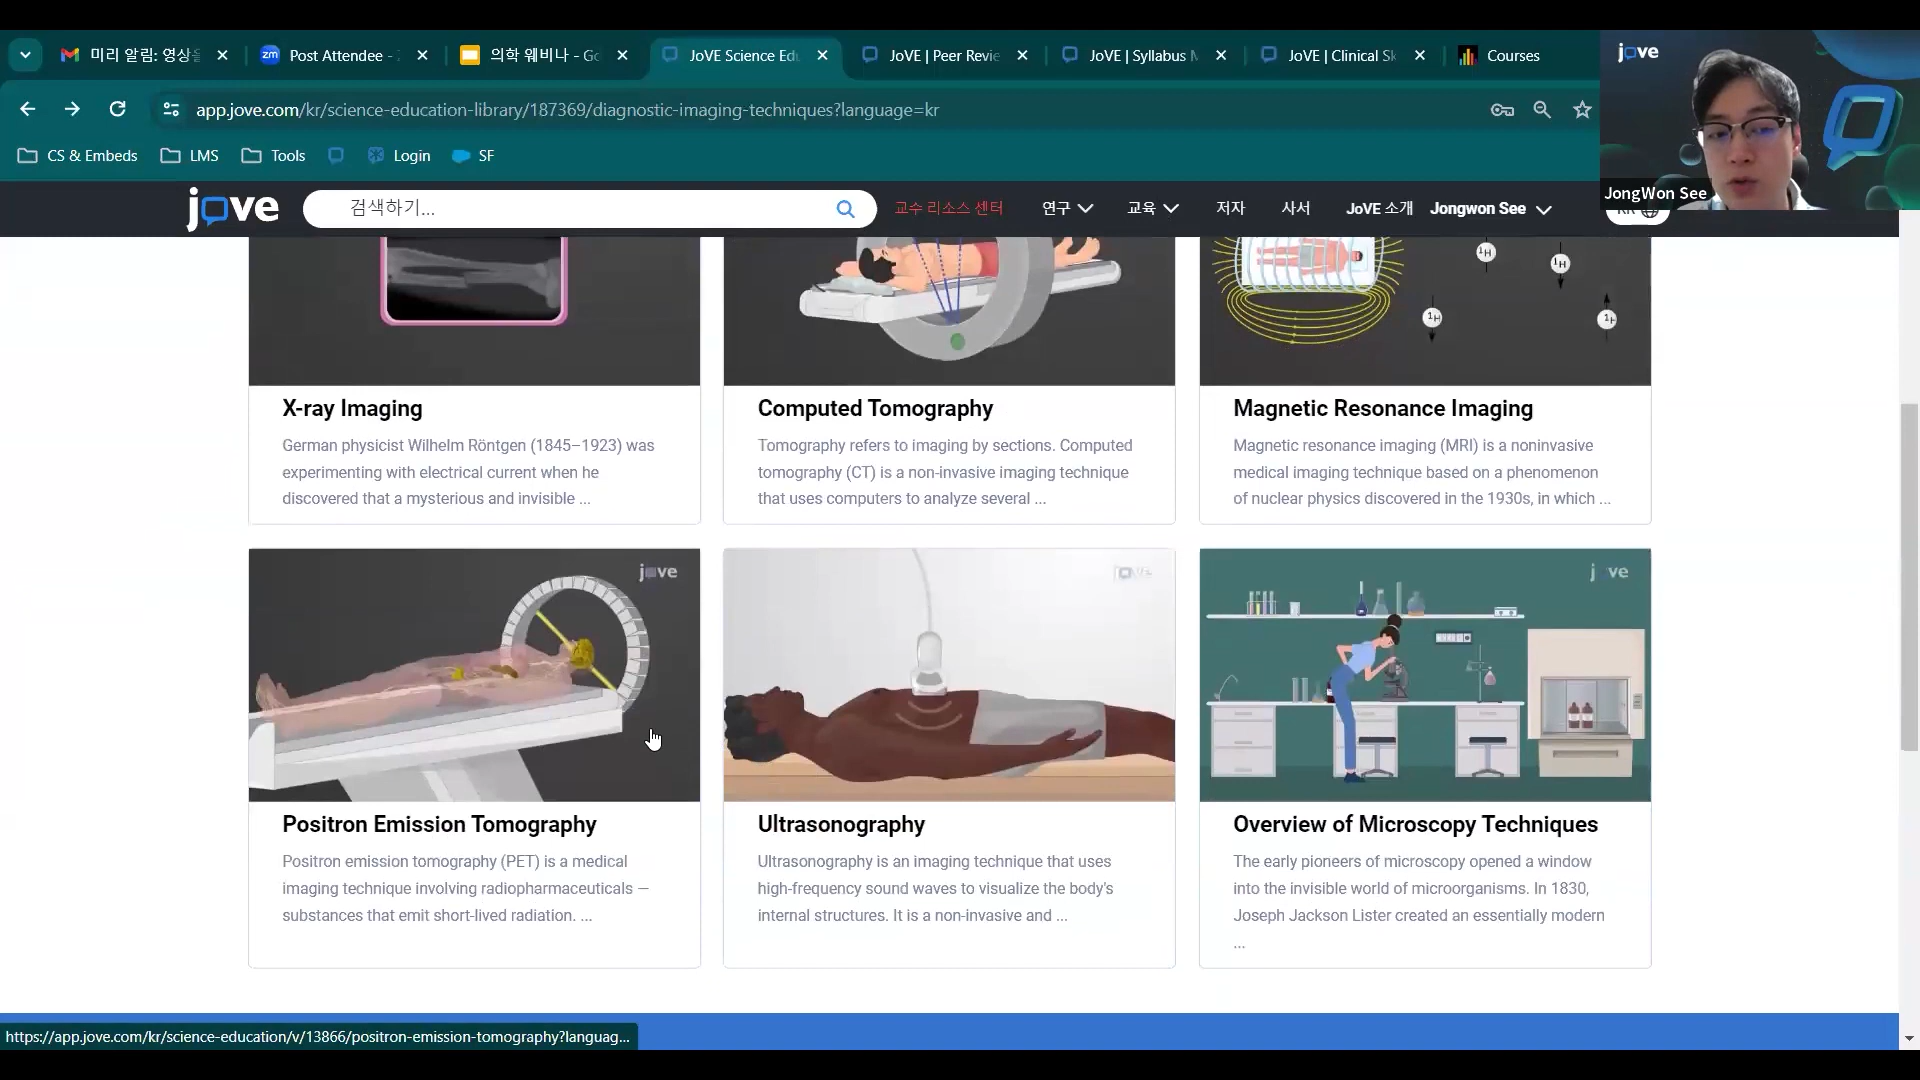 미리 알림: 영상을
Post Attendee -
의학 웨비나 - Go
JoVE Science Edu
JoVE | Peer Revie
JoVE | Syllabus M
JoVE | Clinical Sk
Courses
jove
app.jove.com/kr/science-education-library/187369/diagnostic-imaging-techniques?language=kr
CS & Embeds
LMS
Tools
Login
SF
JongWon See
jove
검색하기...
교수 리소스 센터
연구
교육
저자
사서
JoVE 소개
Jongwon See
KR
1H
1H
1H
X-ray Imaging
German physicist Wilhelm Röntgen (1845–1923) was
experimenting with electrical current when he
discovered that a mysterious and invisible ...
Computed Tomography
Tomography refers to imaging by sections. Computed
tomography (CT) is a non-invasive imaging technique
that uses computers to analyze several ...
Magnetic Resonance Imaging
Magnetic resonance imaging (MRI) is a noninvasive
medical imaging technique based on a phenomenon
of nuclear physics discovered in the 1930s, in which ...
jove
jove
jove
Positron Emission Tomography
Positron emission tomography (PET) is a medical
imaging technique involving radiopharmaceuticals —
substances that emit short-lived radiation. ...
Ultrasonography
Ultrasonography is an imaging technique that uses
high-frequency sound waves to visualize the body's
internal structures. It is a non-invasive and ...
Overview of Microscopy Techniques
The early pioneers of microscopy opened a window
into the invisible world of microorganisms. In 1830,
Joseph Jackson Lister created an essentially modern
...
https://app.jove.com/kr/science-education/v/13866/positron-emission-tomography?languag...